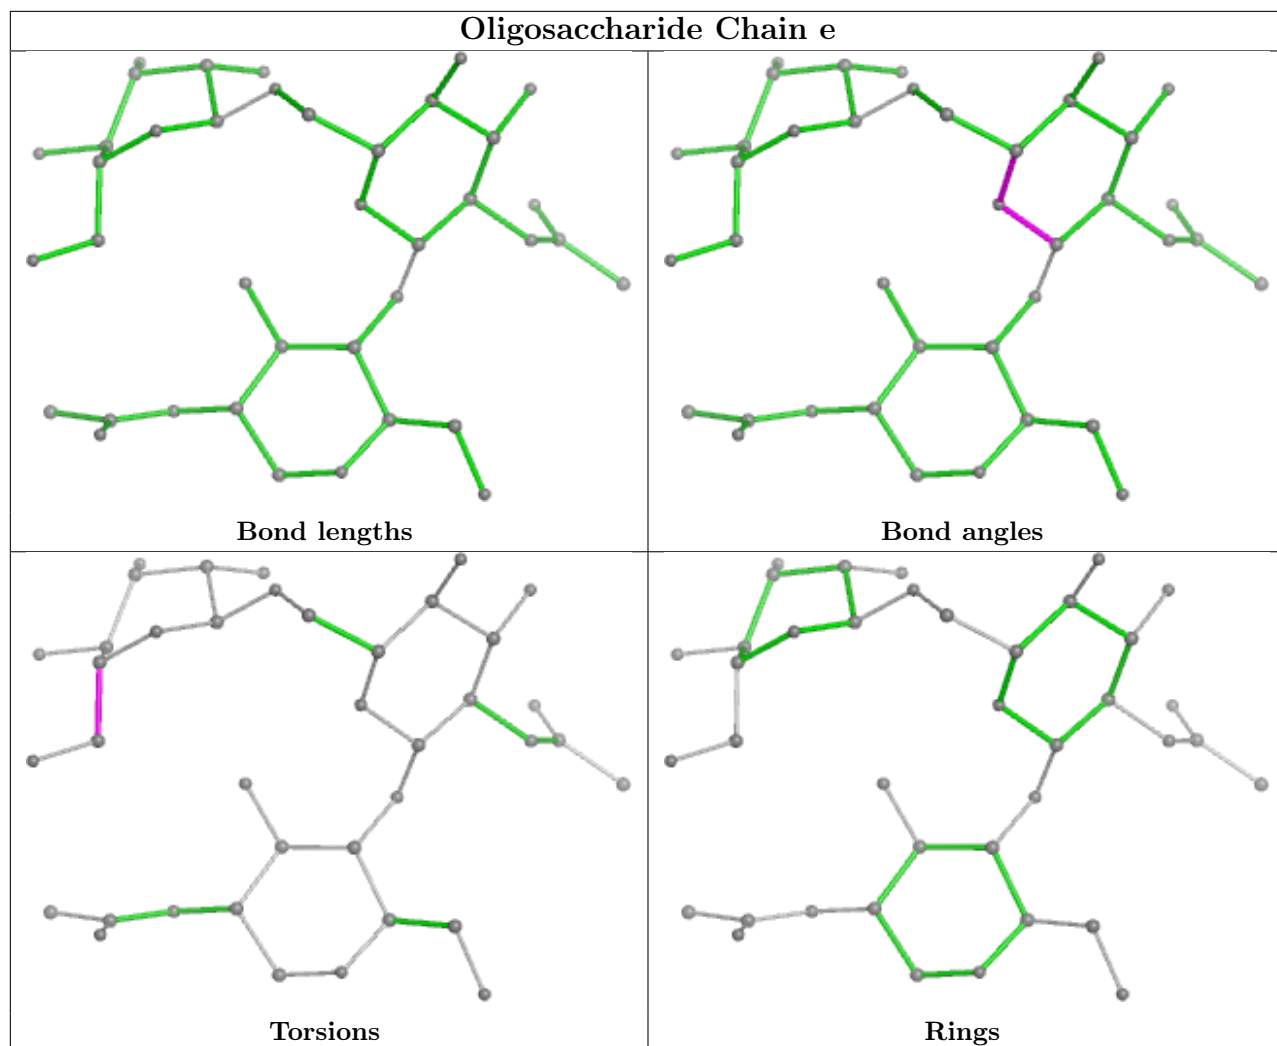 Oligosaccharide Chain e
Bond lengths
Bond angles
Torsions
Rings